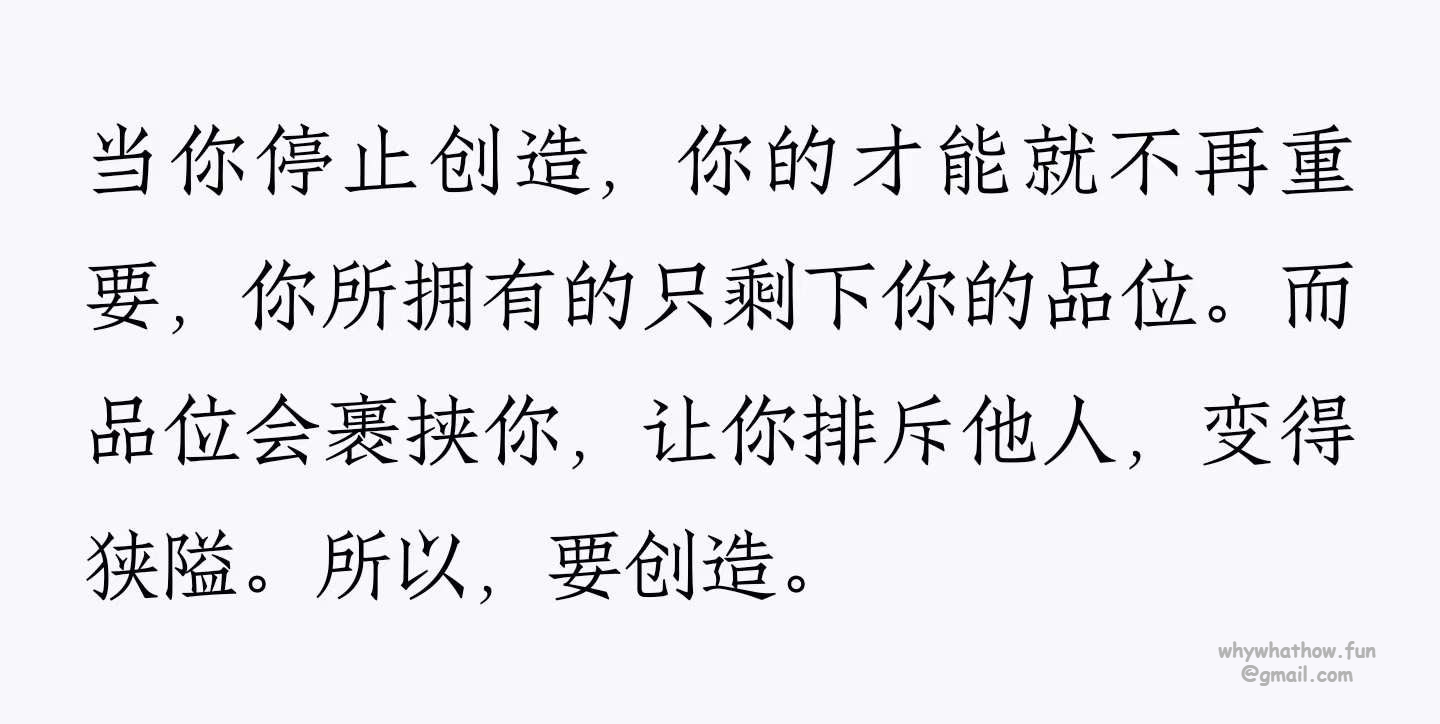 当你停止创造，你的才能就不再重
要，你所拥有的只剩下你的品位。而
品位会裹挟你，让你排斥他人，变得
狭隘。所以，要创造。
whywhathow.fun
@gmail.com